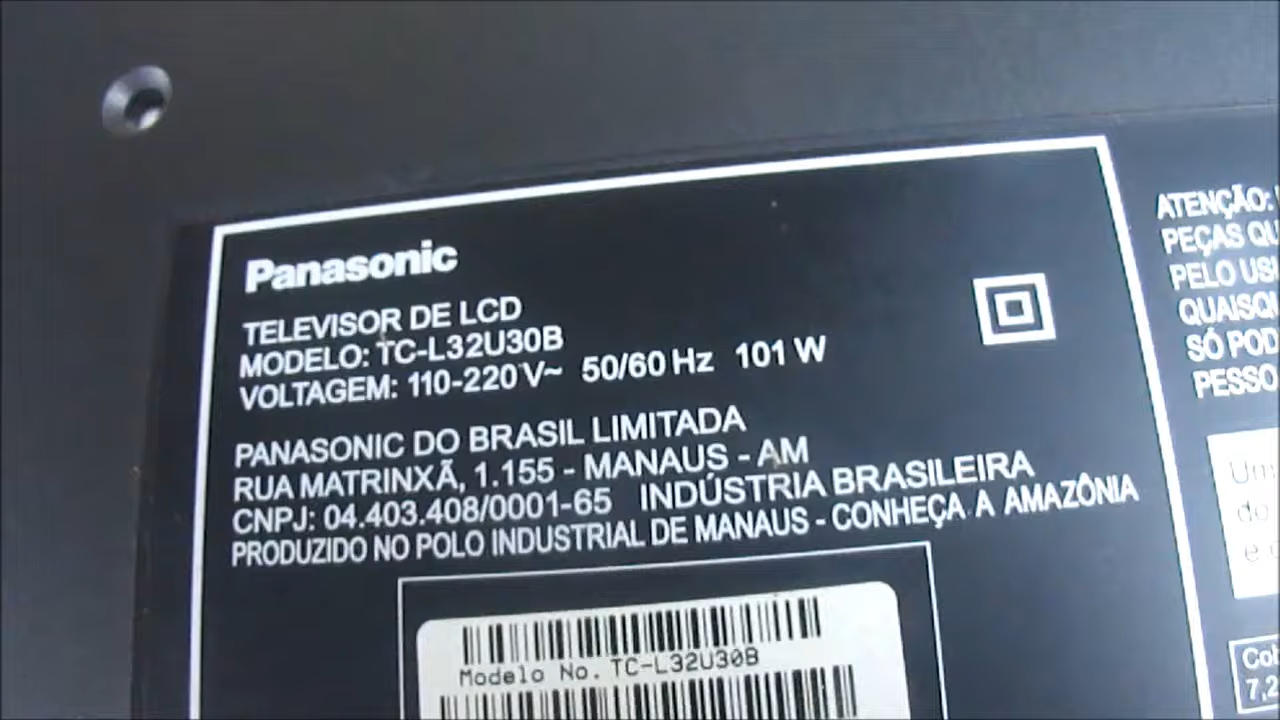 Panasonic
TELEVISOR DE LCD
MODELO: TC-L32U30B
VOLTAGEM: 110-220 V~ 50/60 Hz 101 W
PANASONIC DO BRASIL LIMITADA
RUA MATRINXÃ, 1.155 - MANAUS - AM
CNPJ: 04.403.408/0001-65 INDÚSTRIA BRASILEIRA
PRODUZIDO NO POLO INDUSTRIAL DE MANAUS - CONHEÇA A AMAZÔNIA
Modelo No. TC-L32U30B
ATENÇÃO:
PEÇAS
PELO
SÓ
do
e